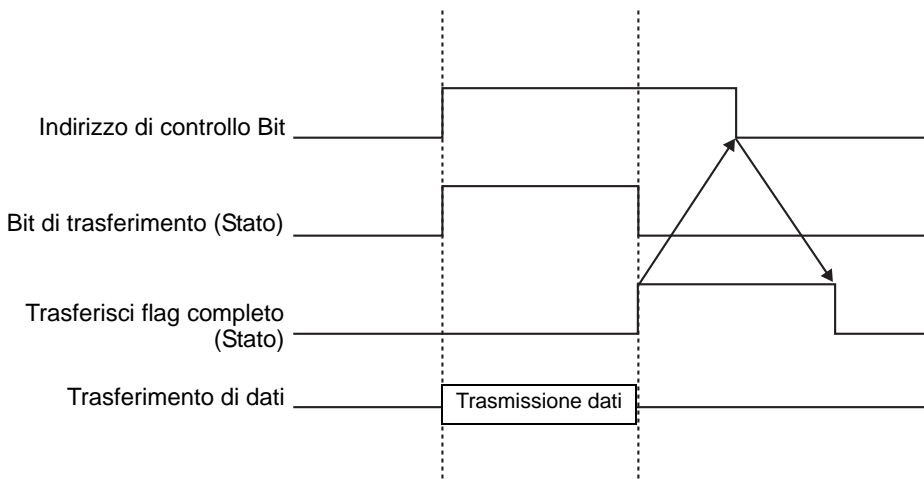 Indirizzo di controllo Bit
Bit di trasferimento (Stato)
Trasferisci flag completo
(Stato)
Trasferimento di dati
Trasmissione dati